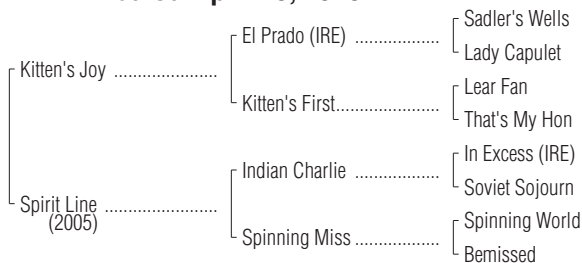 Sadler's Wells
El Prado (IRE) ...................
Lady Capulet
Kitten's Joy .......................
Lear Fan
Kitten's First.......................
That's My Hon
In Excess (IRE)
Indian Charlie ...................
Soviet Sojourn
Spirit Line .........................
(2005)
Spinning World
Spinning Miss ...................
Bemissed